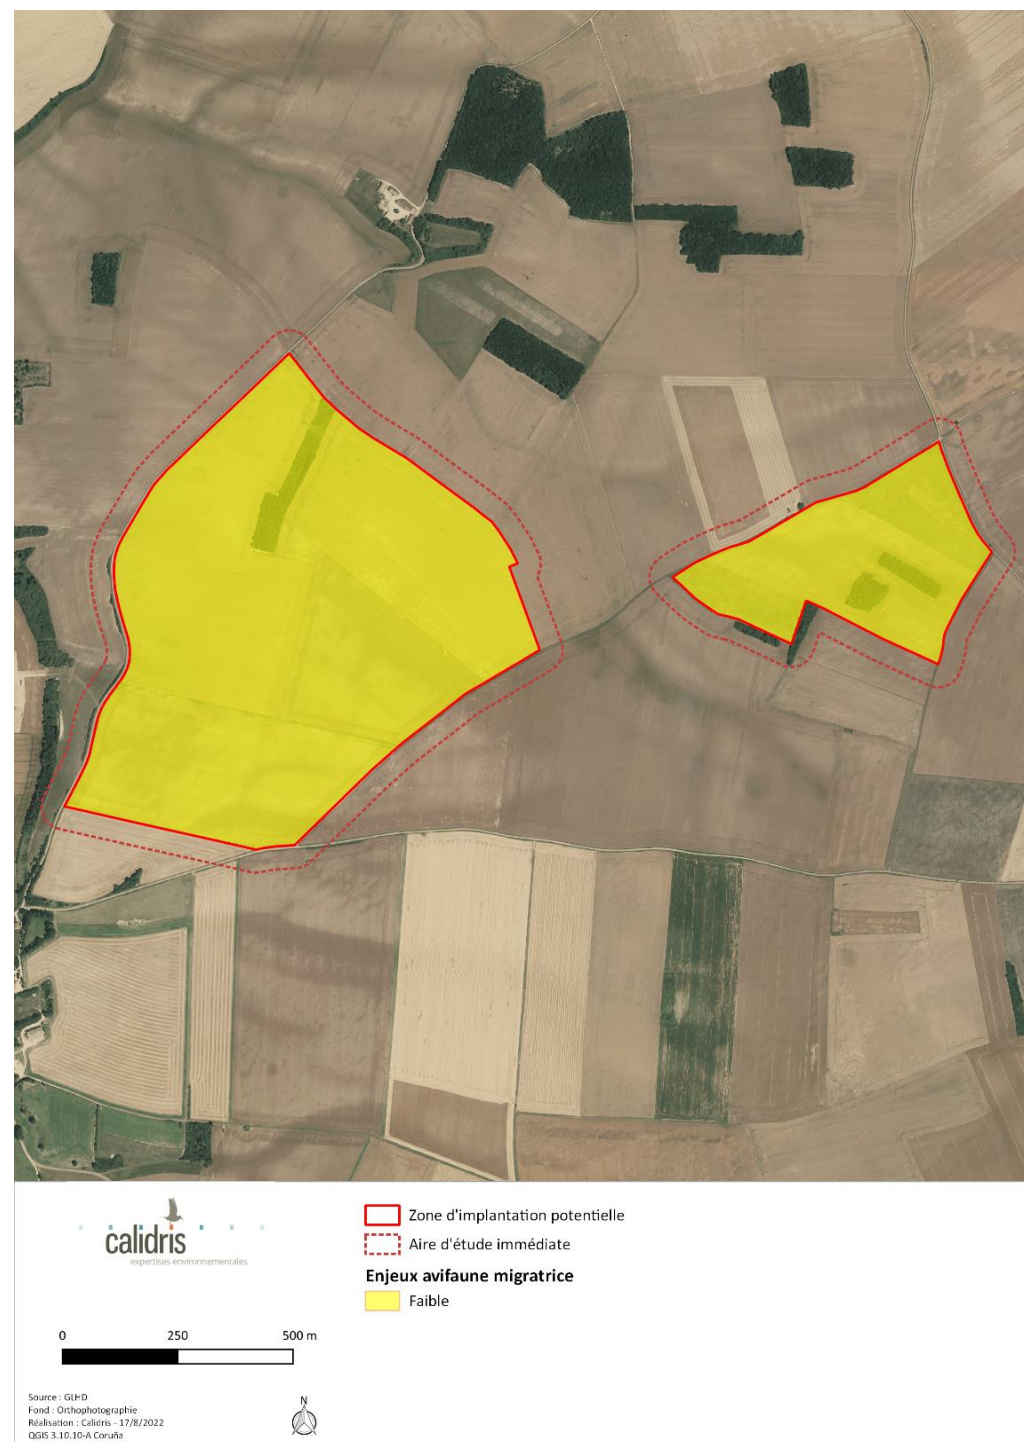 calidris
expertises environnementales
Zone d'implantation potentielle
Aire d'étude immédiate
Enjeux avifaune migratrice
Faible
0 250 500 m
Source : GLHD
Fond : Orthophotographie
Réalisation : Calidris - 17/8/2022
QGIS 3.10.10-A Coruña
N